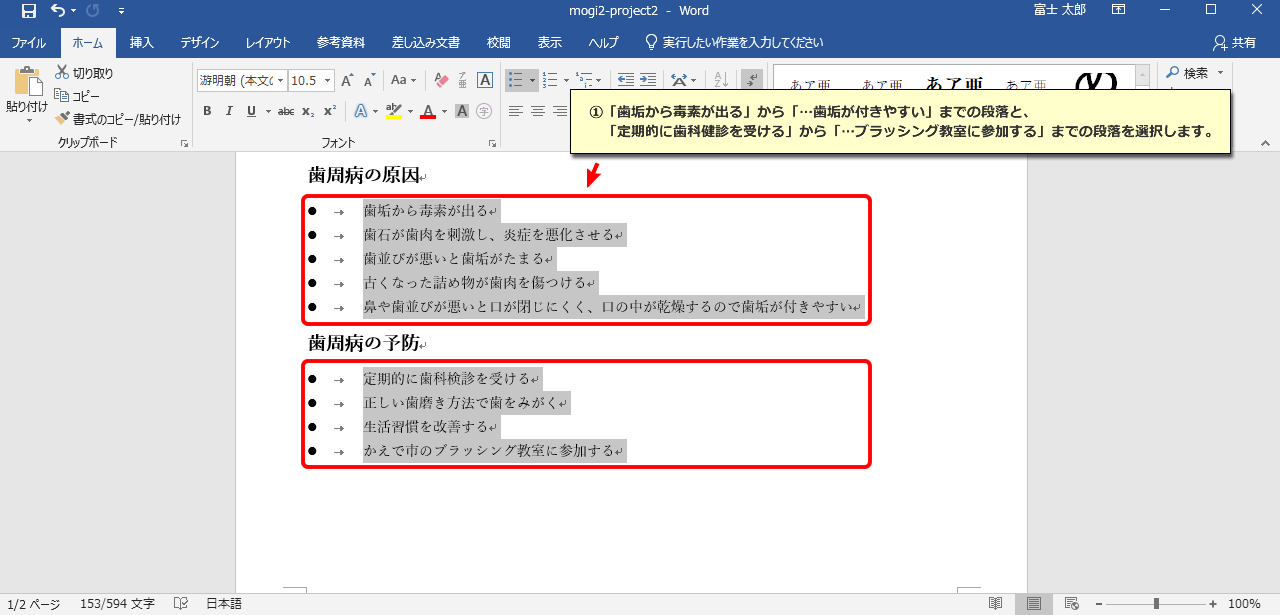 mogi2-project2 - Word
富士 太郎
ファイル ホーム 挿入 デザイン レイアウト 参考資料 差し込み文書 校閲 表示 ヘルプ 実行したい作業を入力してください 共有
貼り付け
切り取り
コピー
書式のコピー/貼り付け
クリップボード
游明朝 (本文の 10.5 A A Aa A
B I U abc x₂ x² A ab A A 字
フォント
A
Z
あア亜 あア亜 あア亜 あア亜
検索
①「歯垢から毒素が出る」から「…歯垢が付きやすい」までの段落と、
「定期的に歯科健診を受ける」から「…ブラッシング教室に参加する」までの段落を選択します。
歯周病の原因
● → 歯垢から毒素が出る
● → 歯石が歯肉を刺激し、炎症を悪化させる
● → 歯並びが悪いと歯垢がたまる
● → 古くなった詰め物が歯肉を傷つける
● → 鼻や歯並びが悪いと口が閉じにくく、口の中が乾燥するので歯垢が付きやすい
歯周病の予防
● → 定期的に歯科検診を受ける
● → 正しい歯磨き方法で歯をみがく
● → 生活習慣を改善する
● → かえで市のブラッシング教室に参加する
1/2 ページ 153/594 文字 日本語 100%